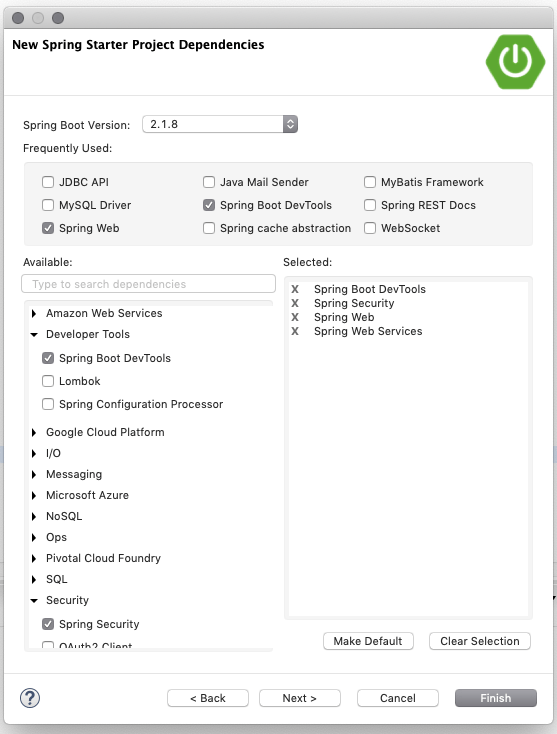 New Spring Starter Project Dependencies
Spring Boot Version: 2.1.8
Frequently Used:
JDBC API Java Mail Sender MyBatis Framework
MySQL Driver Spring Boot DevTools Spring REST Docs
Spring Web Spring cache abstraction WebSocket
Available: Selected:
Type to search dependencies
X Spring Boot DevTools
X Spring Security
X Spring Web
X Spring Web Services
Amazon Web Services
Developer Tools
Spring Boot DevTools
Lombok
Spring Configuration Processor
Google Cloud Platform
I/O
Messaging
Microsoft Azure
NoSQL
Ops
Pivotal Cloud Foundry
SQL
Security
Spring Security
OAuth2 Client
Make Default Clear Selection
? < Back Next > Cancel Finish